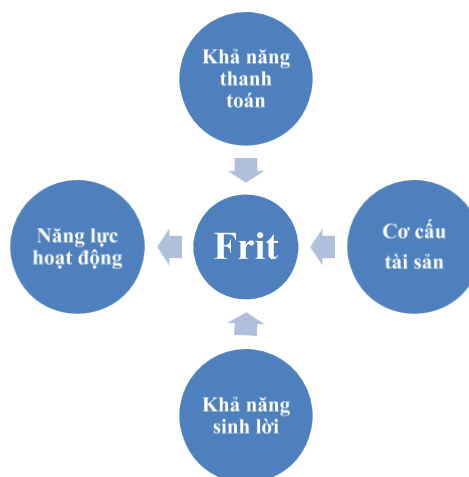 Khả năng
thanh
toán
Năng lực
hoạt động
Frit
Cơ cấu
tài sản
Khả năng
sinh lời